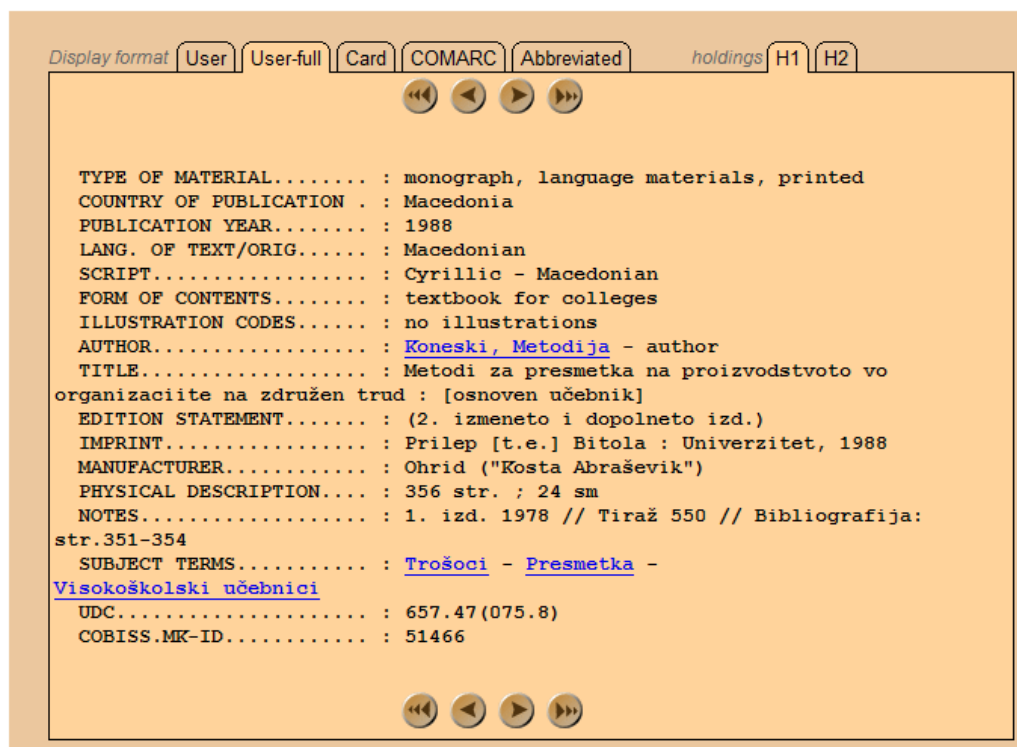 Display format User User-full Card COMARC Abbreviated holdings H1 H2
TYPE OF MATERIAL........ : monograph, language materials, printed
COUNTRY OF PUBLICATION . : Macedonia
PUBLICATION YEAR........ : 1988
LANG. OF TEXT/ORIG...... : Macedonian
SCRIPT.................. : Cyrillic - Macedonian
FORM OF CONTENTS........ : textbook for colleges
ILLUSTRATION CODES...... : no illustrations
AUTHOR.................. : Koneski, Metodija - author
TITLE................... : Metodi za presmetka na proizvodstvoto vo
organizaciite na združen trud : [osnoven učebnik]
EDITION STATEMENT....... : (2. izmeneto i dopolneto izd.)
IMPRINT................. : Prilep [t.e.] Bitola : Univerzitet, 1988
MANUFACTURER............ : Ohrid ("Kosta Abraševik")
PHYSICAL DESCRIPTION.... : 356 str. ; 24 sm
NOTES................... : 1. izd. 1978 // Tiraž 550 // Bibliografija:
str.351-354
SUBJECT TERMS........... : Trošoci - Presmetka -
Visokoškolski učebnici
UDC..................... : 657.47(075.8)
COBISS.MK-ID............ : 51466